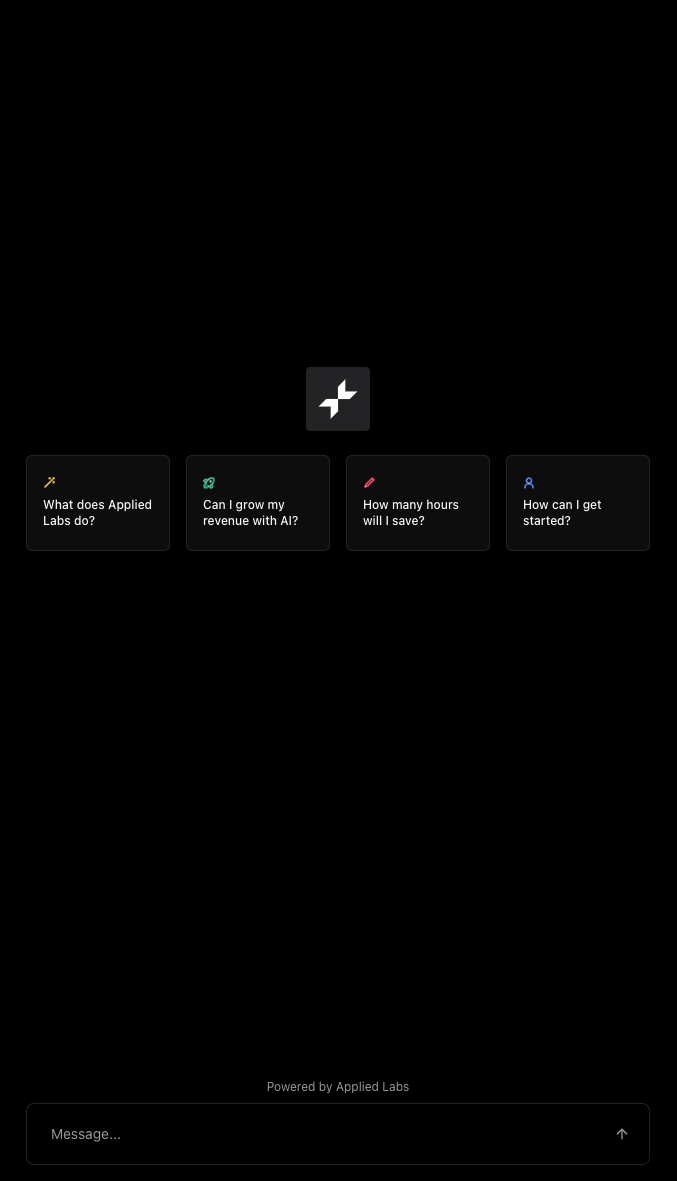 What does Applied
Labs do?
Can I grow my
revenue with AI?
How many hours
will I save?
How can I get
started?
Powered by Applied Labs
Message...